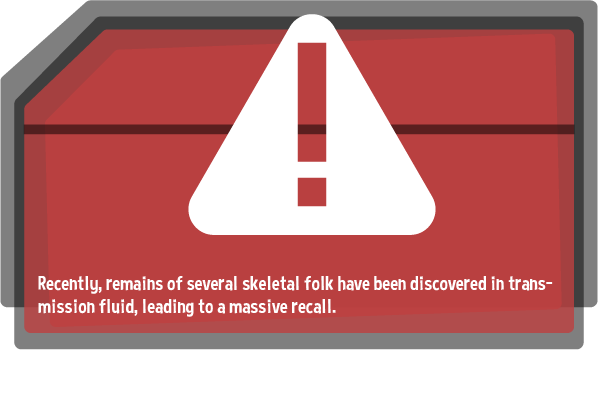 Recently, remains of several skeletal folk have been discovered in trans-
mission fluid, leading to a massive recall.